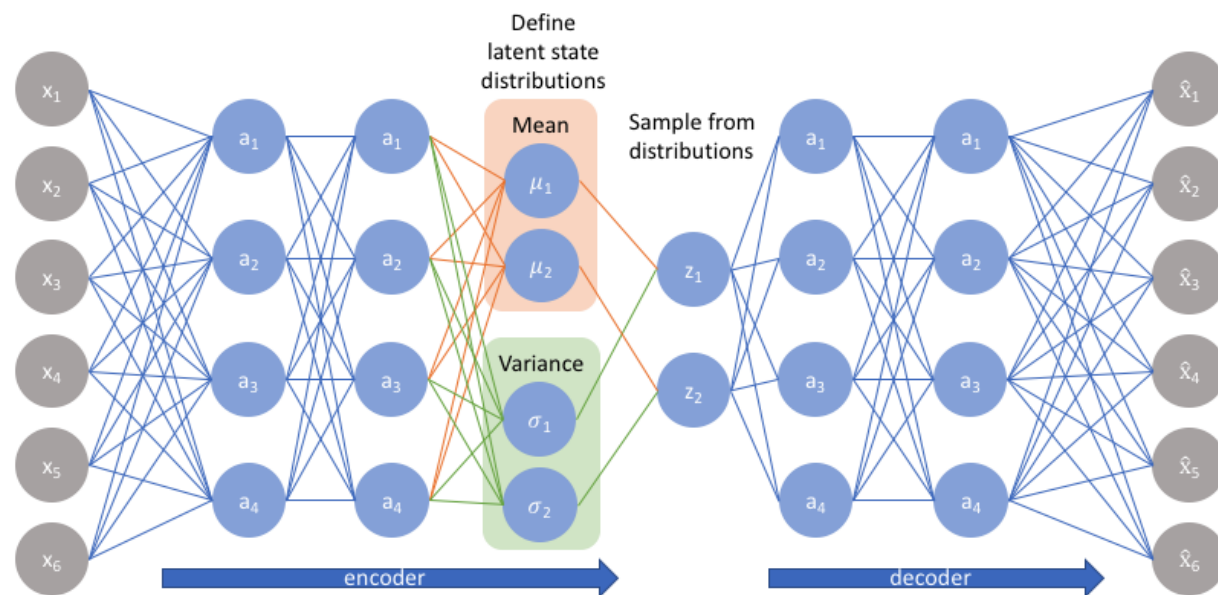 Define
latent state
distributions
Mean
Sample from
distributions
Variance
x₁
x₂
x₃
x₄
x₅
x₆
a₁
a₂
a₃
a₄
a₁
a₂
a₃
a₄
μ₁
μ₂
σ₁
σ₂
z₁
z₂
a₁
a₂
a₃
a₄
a₁
a₂
a₃
a₄
x̂₁
x̂₂
x̂₃
x̂₄
x̂₅
x̂₆
encoder
decoder